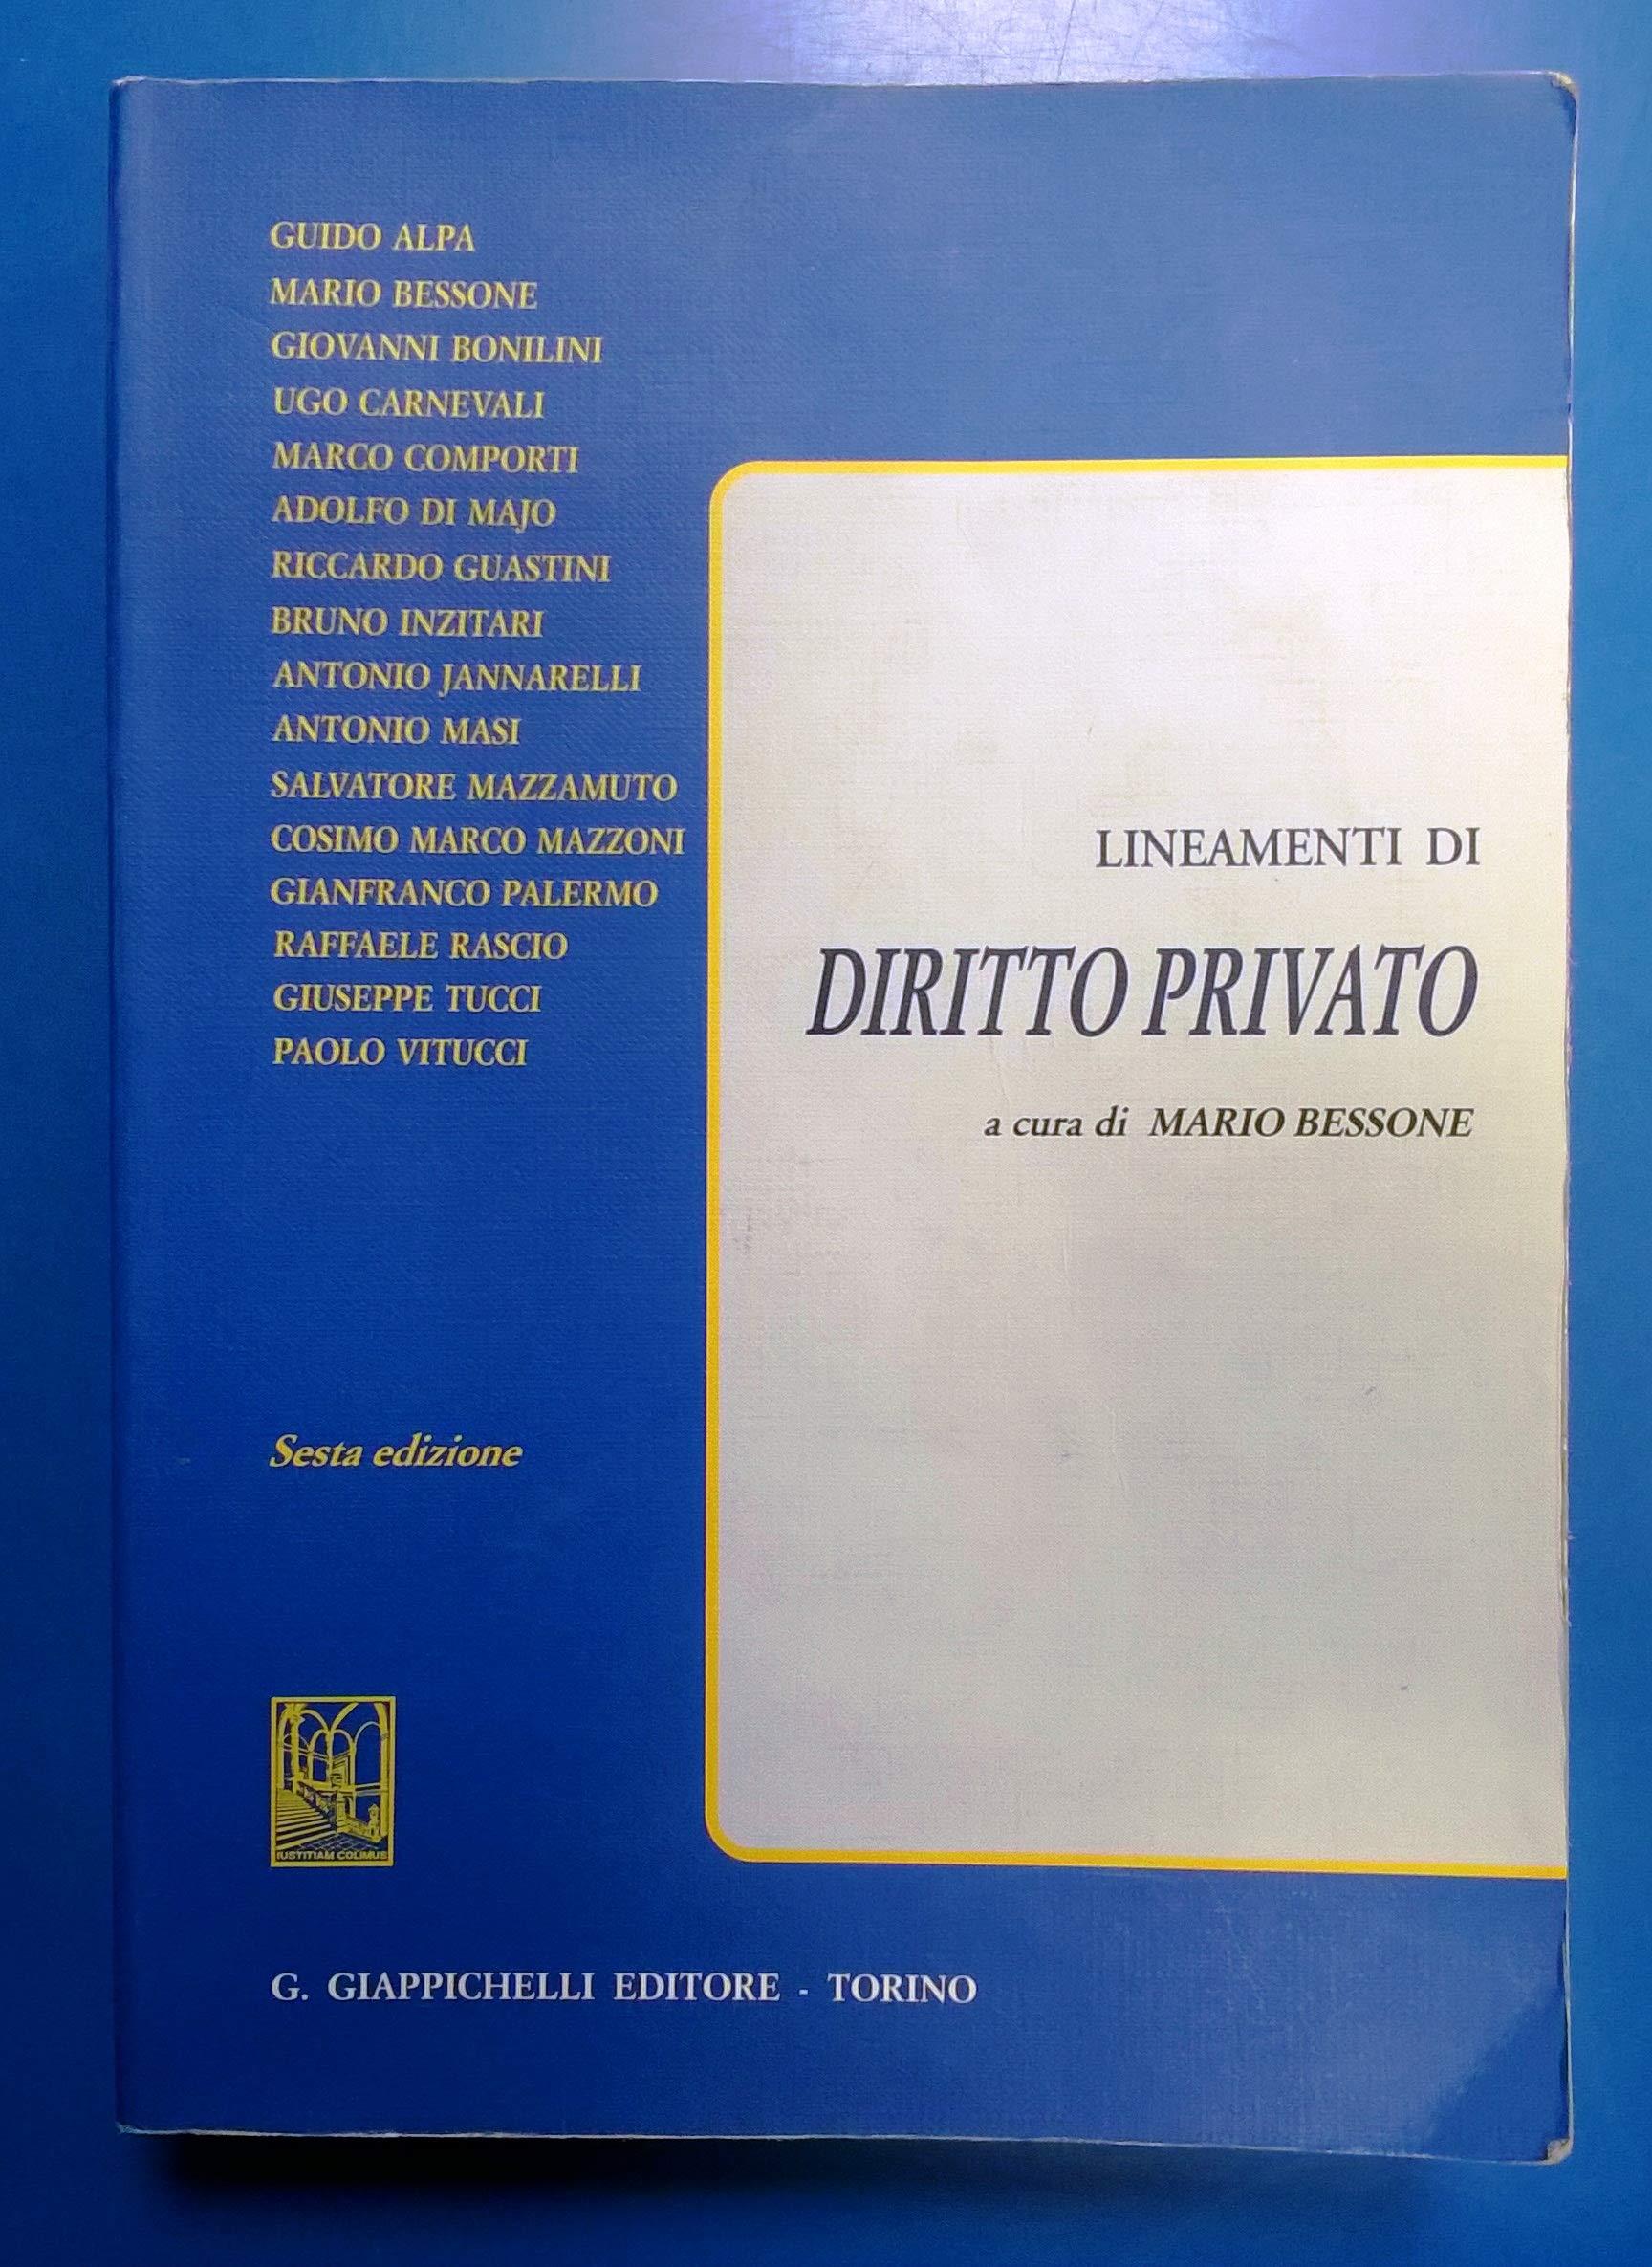 GUIDO ALPA
MARIO BESSONE
GIOVANNI BONILINI
UGO CARNEVALI
MARCO COMPORTI
ADOLFO DI MAJO
RICCARDO GUASTINI
BRUNO INZITARI
ANTONIO JANNARELLI
ANTONIO MASI
SALVATORE MAZZAMUTO
COSIMO MARCO MAZZONI
GIANFRANCO PALERMO
RAFFAELE RASCIO
GIUSEPPE TUCCI
PAOLO VITUCCI
LINEAMENTI DI
DIRITTO PRIVATO
a cura di MARIO BESSONE
Sesta edizione
IUSTITIAM COLIMUS
G. GIAPPICHELLI EDITORE - TORINO